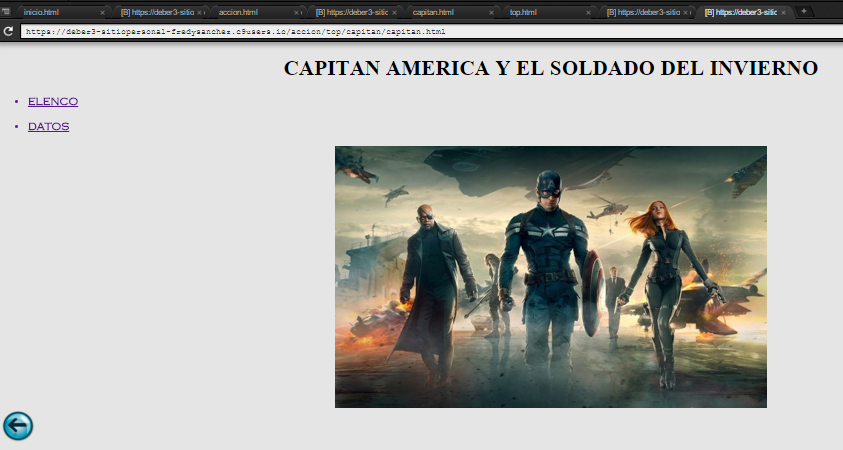 inicio.html
[B] https://deber3-sitio
accion.html
[B] https://deber3-sitio
capitan.html
top.html
[B] https://deber3-sitio
[B] https://deber3-sitio
https://deber3-sitiopersonal-fredysancher.c9users.io/accion/top/capitan/capitan.html
CAPITAN AMERICA Y EL SOLDADO DEL INVIERNO
• ELENCO
• DATOS